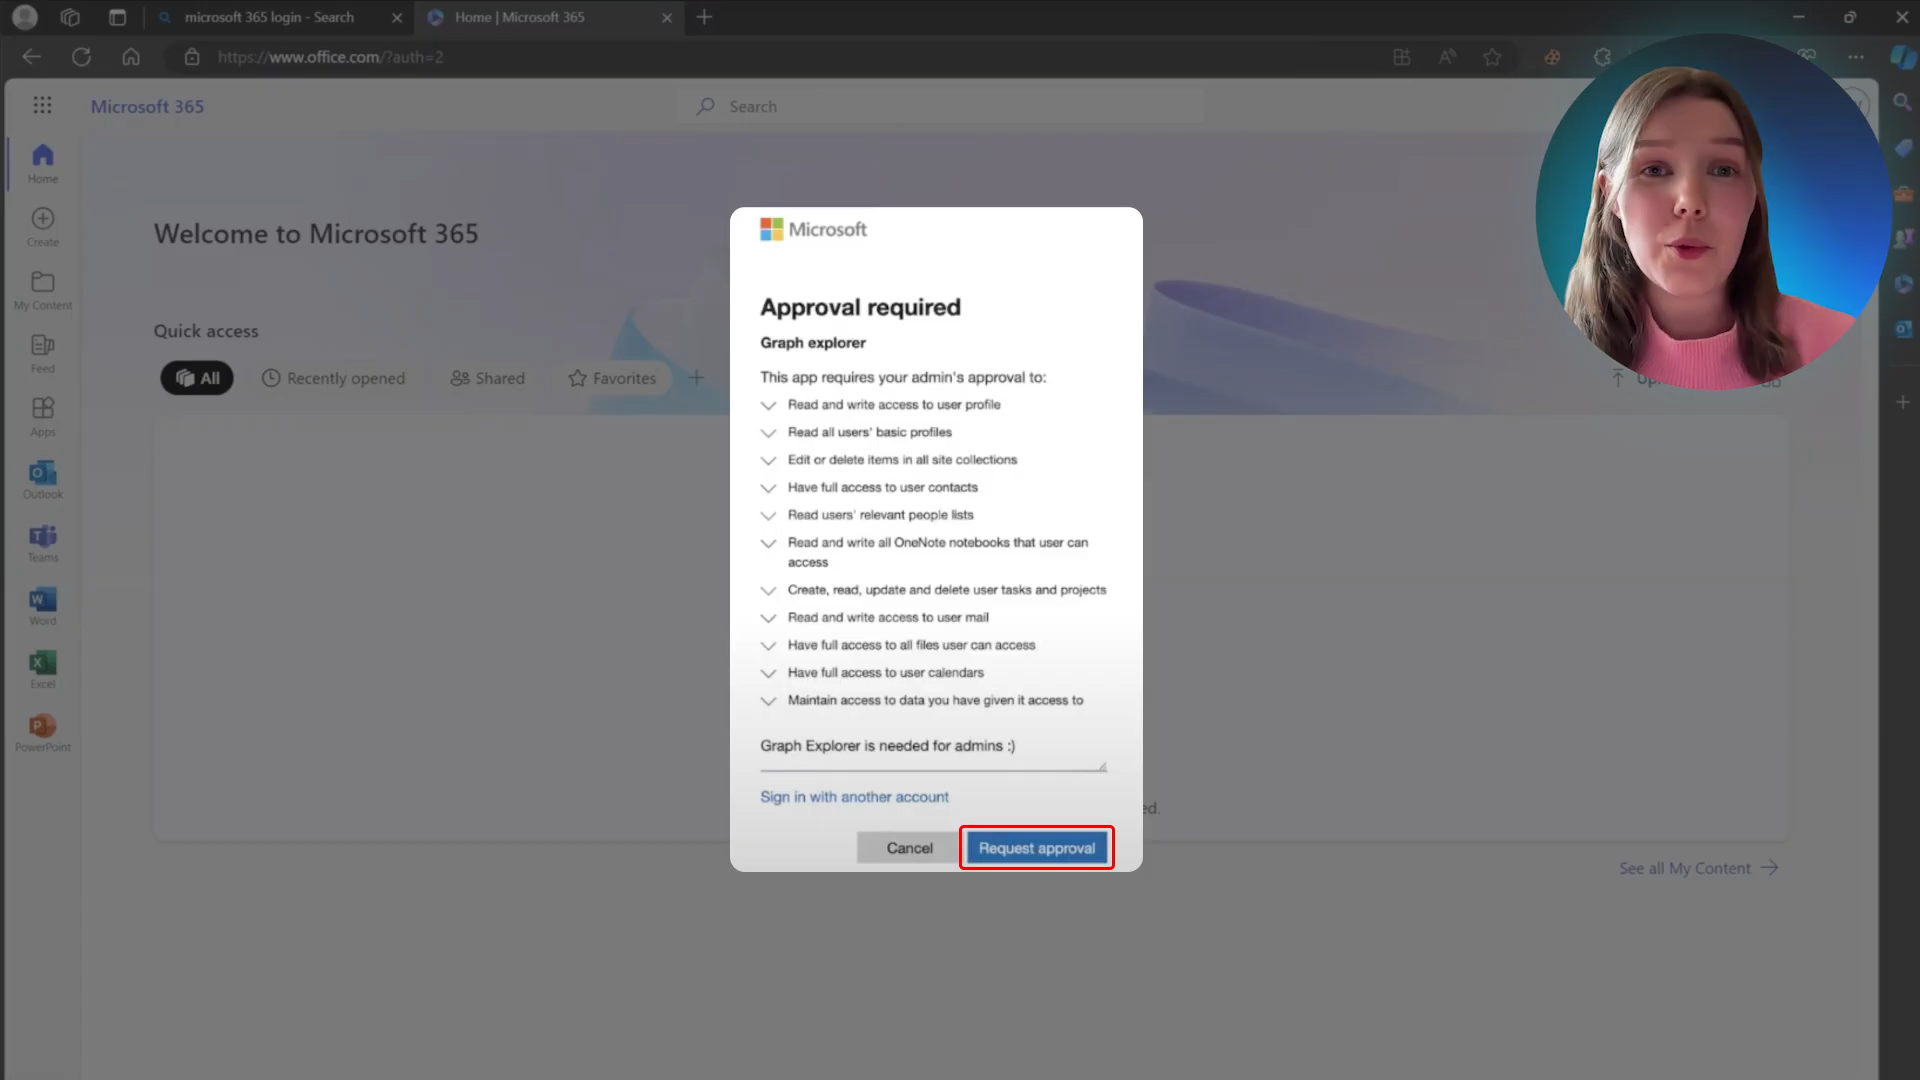 microsoft 365 login - Search
Home | Microsoft 365
https://www.office.com/?auth=2
Microsoft 365
Search
Home
Create
My Content
Feed
Apps
Outlook
Teams
Word
Excel
PowerPoint
Welcome to Microsoft 365
Quick access
All
Recently opened
Shared
Favorites
Microsoft
Approval required
Graph explorer
This app requires your admin's approval to:
Read and write access to user profile
Read all users' basic profiles
Edit or delete items in all site collections
Have full access to user contacts
Read users' relevant people lists
Read and write all OneNote notebooks that user can
access
Create, read, update and delete user tasks and projects
Read and write access to user mail
Have full access to all files user can access
Have full access to user calendars
Maintain access to data you have given it access to
Graph Explorer is needed for admins :)
Sign in with another account
Cancel
Request approval
See all My Content